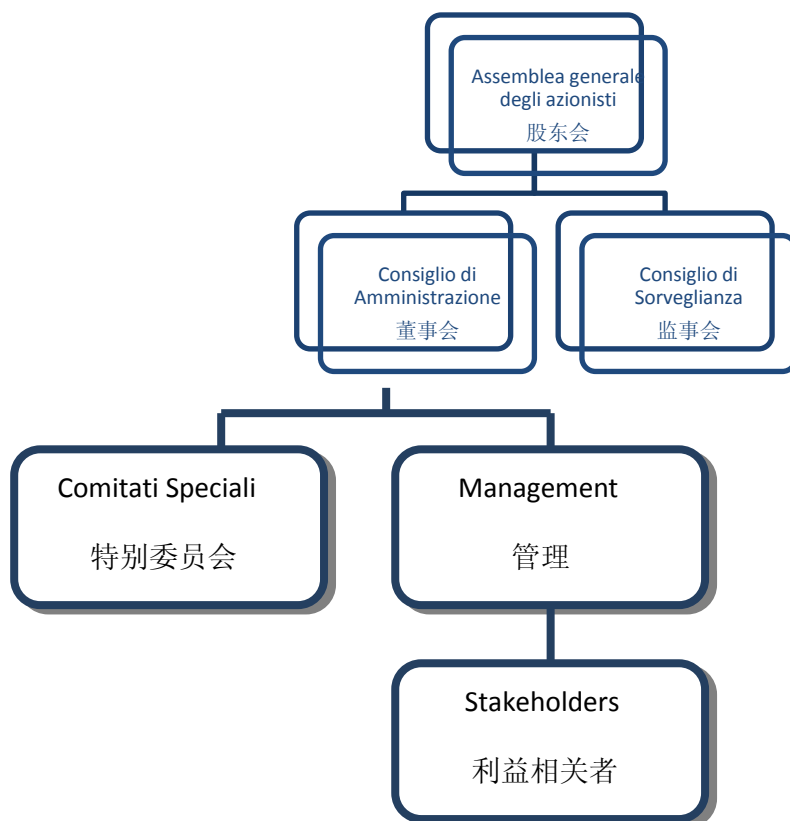 Assemblea generale
degli azionisti
股东会
Consiglio di
Amministrazione
董事会
Consiglio di
Sorveglianza
监事会
Comitati Speciali
特别委员会
Management
管理
Stakeholders
利益相关者